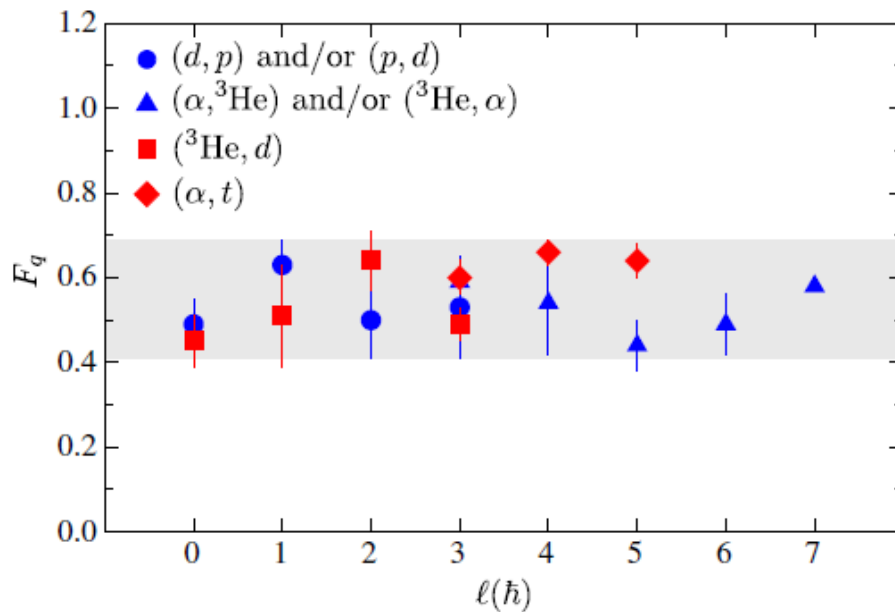 1.2
(d, p) and/or (p, d)
(α,³He) and/or (³He, α)
1.0
(³He, d)
0.8
(α, t)
F_q
0.6
0.4
0.2
0.0
0 1 2 3 4 5 6 7
ℓ(ℏ)